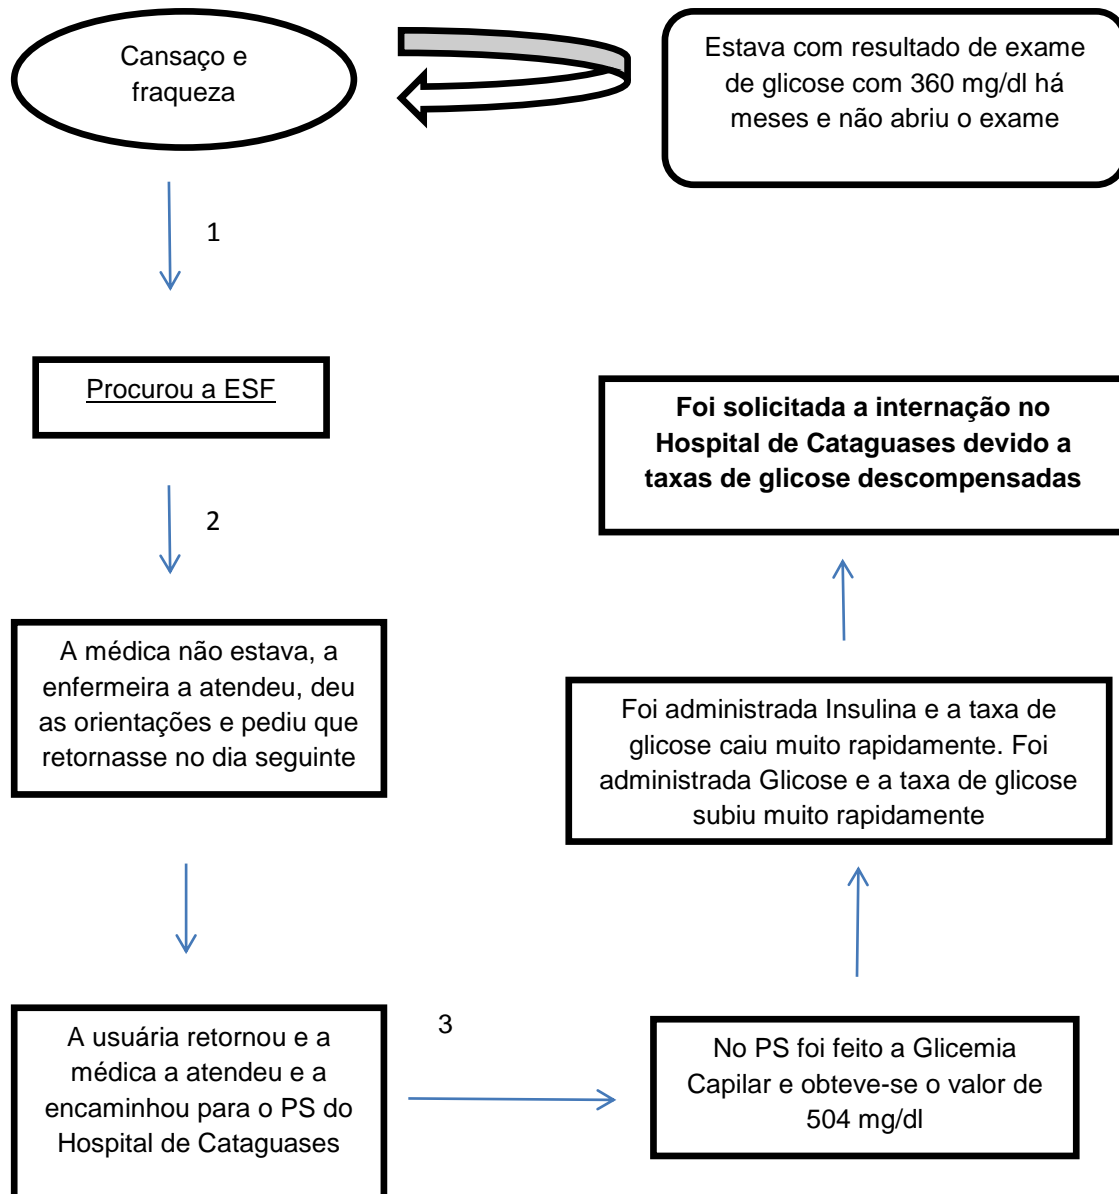 Cansaço e
fraqueza
Estava com resultado de exame
de glicose com 360 mg/dl há
meses e não abriu o exame
1
Procurou a ESF
2
A médica não estava, a
enfermeira a atendeu, deu
as orientações e pediu que
retornasse no dia seguinte
A usuária retornou e a
médica a atendeu e a
encaminhou para o PS do
Hospital de Cataguases
3
No PS foi feito a Glicemia
Capilar e obteve-se o valor de
504 mg/dl
Foi administrada Insulina e a taxa de
glicose caiu muito rapidamente. Foi
administrada Glicose e a taxa de glicose
subiu muito rapidamente
Foi solicitada a internação no
Hospital de Cataguases devido a
taxas de glicose descompensadas